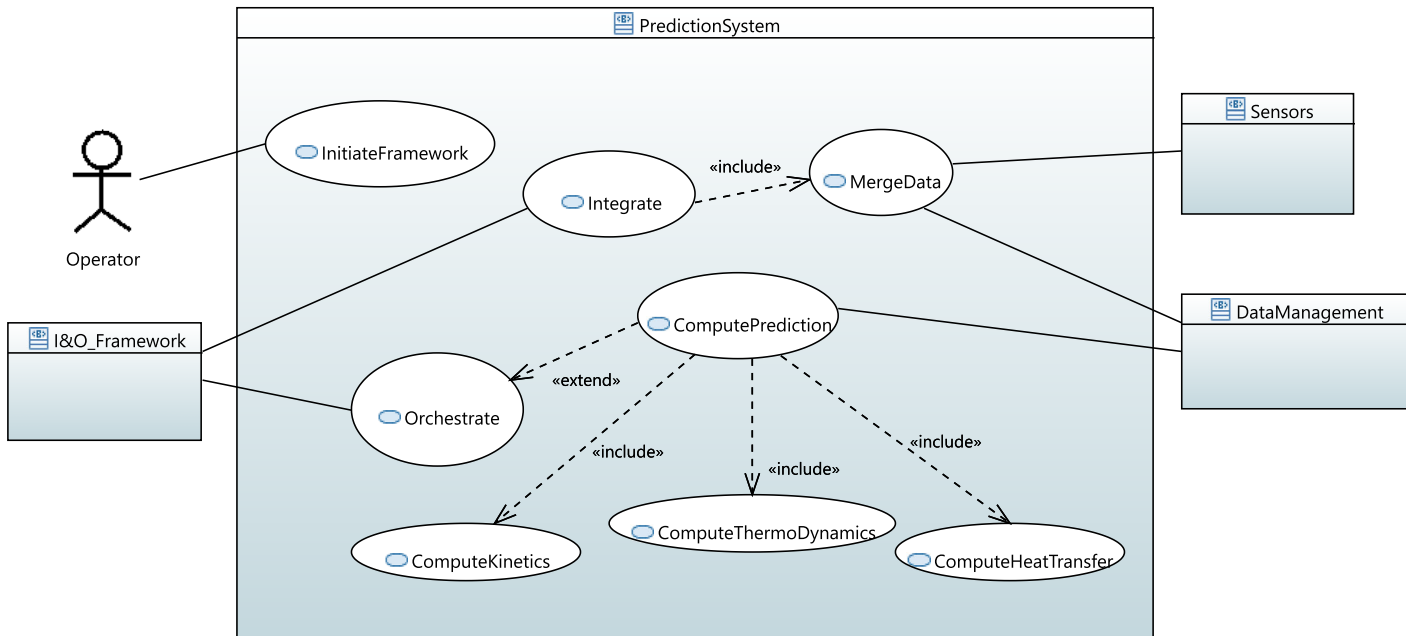 PredictionSystem
Sensors
InitiateFramework
«include»
MergeData
Integrate
Operator
DataManagement
ComputePrediction
I&O_Framework
«extend»
Orchestrate
«include»
«include»
«include»
ComputeThermoDynamics
ComputeKinetics
ComputeHeatTransfer